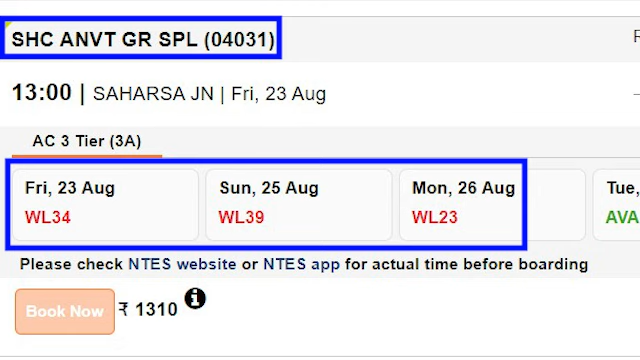 SHC ANVT GR SPL (04031)
13:00 | SAHARSA JN | Fri, 23 Aug
AC 3 Tier (3A)
Fri, 23 Aug Sun, 25 Aug Mon, 26 Aug Tue,
WL34 WL39 WL23 AVA
Please check NTES website or NTES app for actual time before boarding
Book Now ₹ 1310